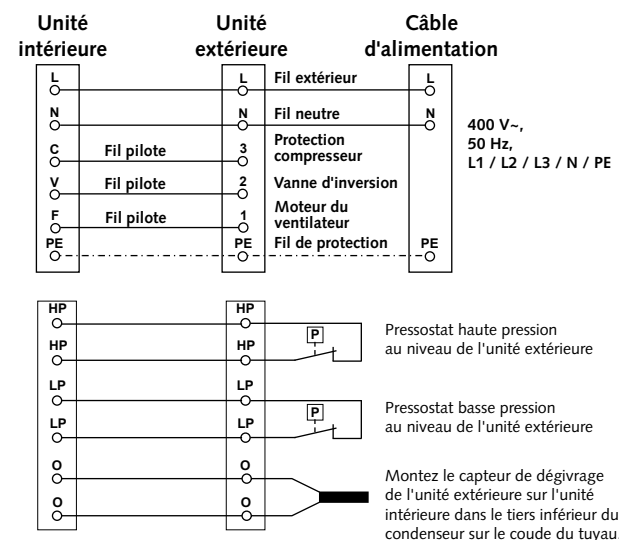 Unité intérieure
Unité extérieure
Câble d'alimentation
L
L
Fil extérieur
L
N
N
Fil neutre
N
400 V~,
50 Hz,
L1 / L2 / L3 / N / PE
C
Fil pilote
3
Protection
compresseur
V
Fil pilote
2
Vanne d'inversion
F
Fil pilote
1
Moteur du
ventilateur
PE
PE
Fil de protection
PE
HP
HP
P
HP
HP
Pressostat haute pression
au niveau de l'unité extérieure
LP
LP
P
LP
LP
Pressostat basse pression
au niveau de l'unité extérieure
O
O
O
O
Montez le capteur de dégivrage
de l'unité extérieure sur l'unité
intérieure dans le tiers inférieur du
condenseur sur le coude du tuyau.